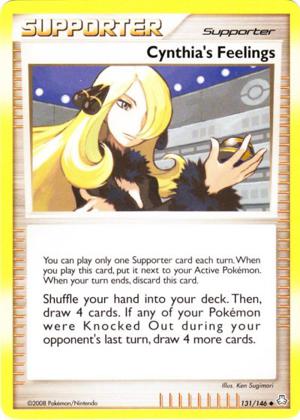 SUPPORTER Supporter
Cynthia's Feelings
You can play only one Supporter card each turn. When
you play this card, put it next to your Active Pokémon.
When your turn ends, discard this card.
Shuffle your hand into your deck. Then,
draw 4 cards. If any of your Pokémon
were Knocked Out during your
opponent's last turn, draw 4 more cards.
Illus. Ken Sugimori
©2008 Pokémon/Nintendo 131/146